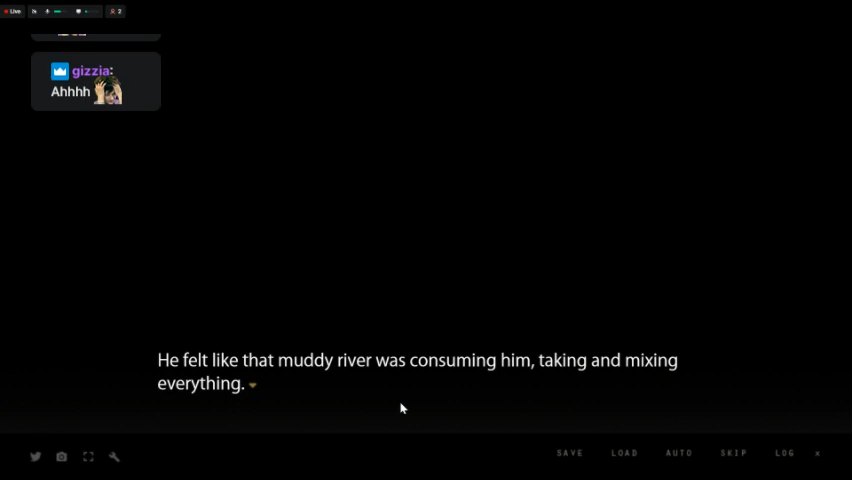 Live 1x 2
gizzia:
Ahhhh
He felt like that muddy river was consuming him, taking and mixing
everything.
SAVE LOAD AUTO SKIP LOG x